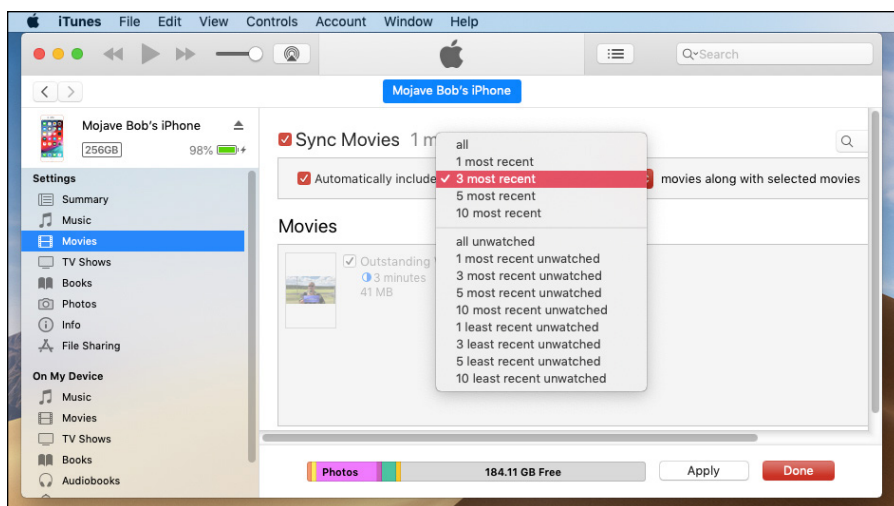 iTunes File Edit View Controls Account Window Help
Search
Mojave Bob's iPhone
Mojave Bob's iPhone
256GB 98%
Settings
Summary
Music
Movies
TV Shows
Books
Photos
Info
File Sharing
On My Device
Music
Movies
TV Shows
Books
Audiobooks
Sync Movies 1 m
Automatically include
movies along with selected movies
all
1 most recent
3 most recent
5 most recent
10 most recent
all unwatched
1 most recent unwatched
3 most recent unwatched
5 most recent unwatched
10 most recent unwatched
1 least recent unwatched
3 least recent unwatched
5 least recent unwatched
10 least recent unwatched
Movies
Outstanding
3 minutes
41 MB
Photos
184.11 GB Free
Apply
Done